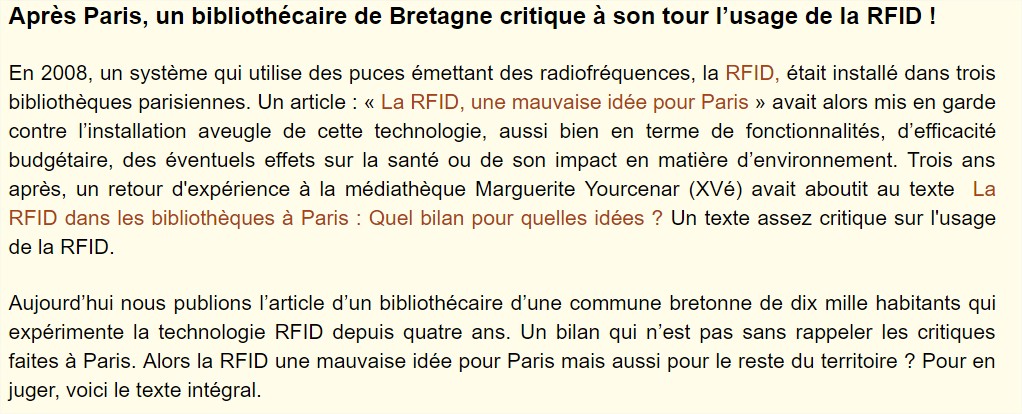 Après Paris, un bibliothécaire de Bretagne critique à son tour l’usage de la RFID !
En 2008, un système qui utilise des puces émettant des radiofréquences, la RFID, était installé dans trois
bibliothèques parisiennes. Un article : « La RFID, une mauvaise idée pour Paris » avait alors mis en garde
contre l’installation aveugle de cette technologie, aussi bien en terme de fonctionnalités, d’efficacité
budgétaire, des éventuels effets sur la santé ou de son impact en matière d’environnement. Trois ans
après, un retour d'expérience à la médiathèque Marguerite Yourcenar (XVé) avait aboutit au texte La
RFID dans les bibliothèques à Paris : Quel bilan pour quelles idées ? Un texte assez critique sur l'usage
de la RFID.
Aujourd’hui nous publions l’article d’un bibliothécaire d’une commune bretonne de dix mille habitants qui
expérimente la technologie RFID depuis quatre ans. Un bilan qui n’est pas sans rappeler les critiques
faites à Paris. Alors la RFID une mauvaise idée pour Paris mais aussi pour le reste du territoire ? Pour en
juger, voici le texte intégral.